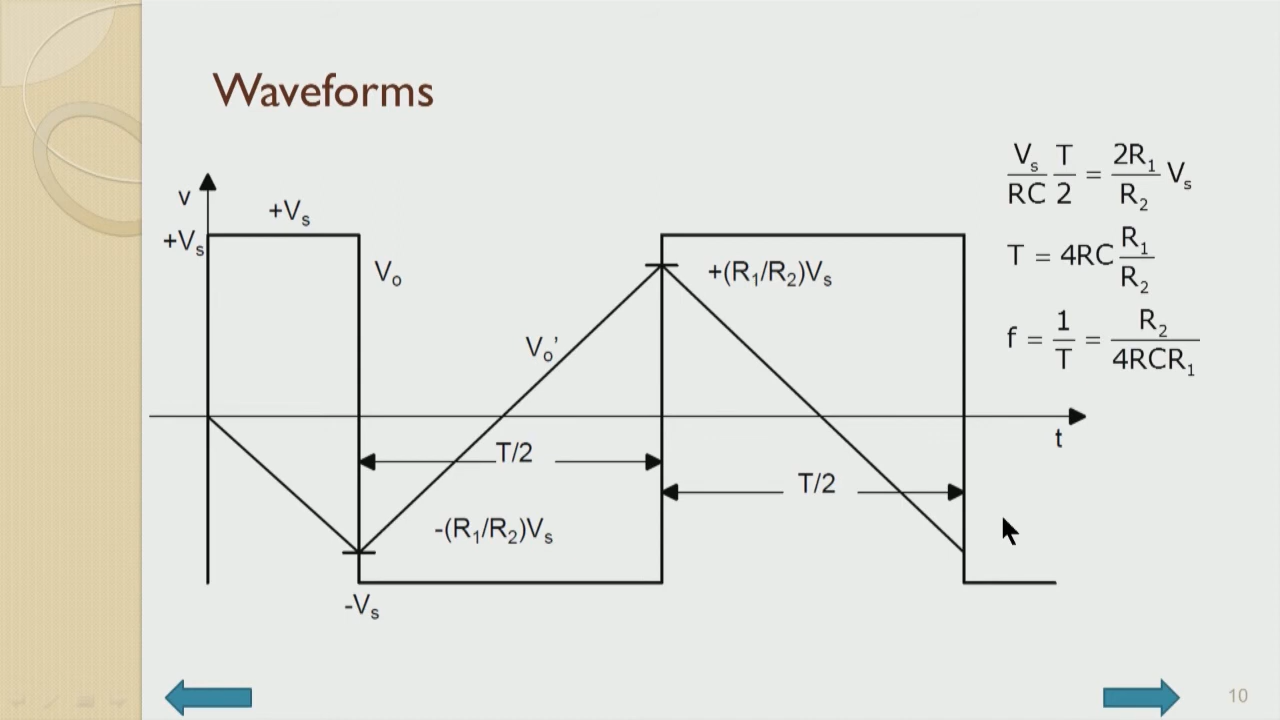 Waveforms
v
+Vs
+Vs
Vo
Vo'
+(R1/R2)Vs
T/2
T/2
-(R1/R2)Vs
-Vs
t
Vs/RC T/2 = 2R1/R2 Vs
T = 4RC R1/R2
f = 1/T = R2/4RCR1
10